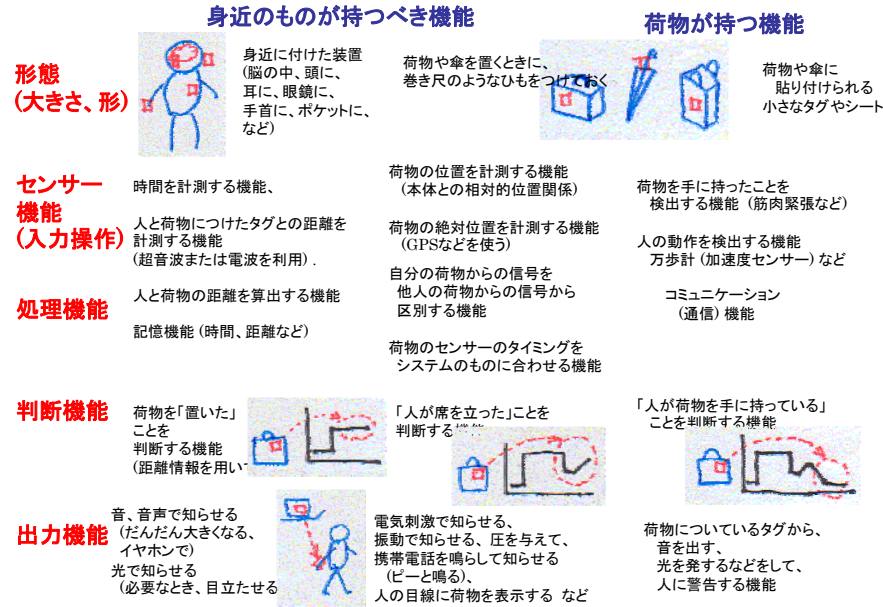 身近のものが持つべき機能
荷物が持つ機能
形態
(大きさ、形)
身近に付けた装置
(脳の中、頭に、
耳に、眼鏡に、
手首に、ポケットに、
など)
荷物や傘を置くときに、
巻き尺のようなひもをつけておく
荷物や傘に
貼り付けられる
小さなタグやシート
センサー
機能
(入力操作)
時間を計測する機能、
人と荷物につけたタグとの距離を
計測する機能
(超音波または電波を利用) .
荷物の位置を計測する機能
(本体との相対的位置関係)
荷物の絶対位置を計測する機能
(GPSなどを使う)
荷物を手に持ったことを
検出する機能 (筋肉緊張など)
人の動作を検出する機能
万歩計 (加速度センサー) など
処理機能
人と荷物の距離を算出する機能
記憶機能 (時間、距離など)
自分の荷物からの信号を
他人の荷物からの信号から
区別する機能
荷物のセンサーのタイミングを
システムのものに合わせる機能
コミュニケーション
(通信) 機能
判断機能
荷物を「置いた」
ことを
判断する機能
(距離情報を用い
「人が席を立った」ことを
判断する機能
「人が荷物を手に持っている」
ことを判断する機能
出力機能
音、音声で知らせる
(だんだん大きくなる、
イヤホンで)
光で知らせる
(必要なとき、目立たせる
電気刺激で知らせる、
振動で知らせる、圧を与えて、
携帯電話を鳴らして知らせる
(ピーと鳴る)、
人の目線に荷物を表示する など
荷物についているタグから、
音を出す、
光を発するなどをして、
人に警告する機能